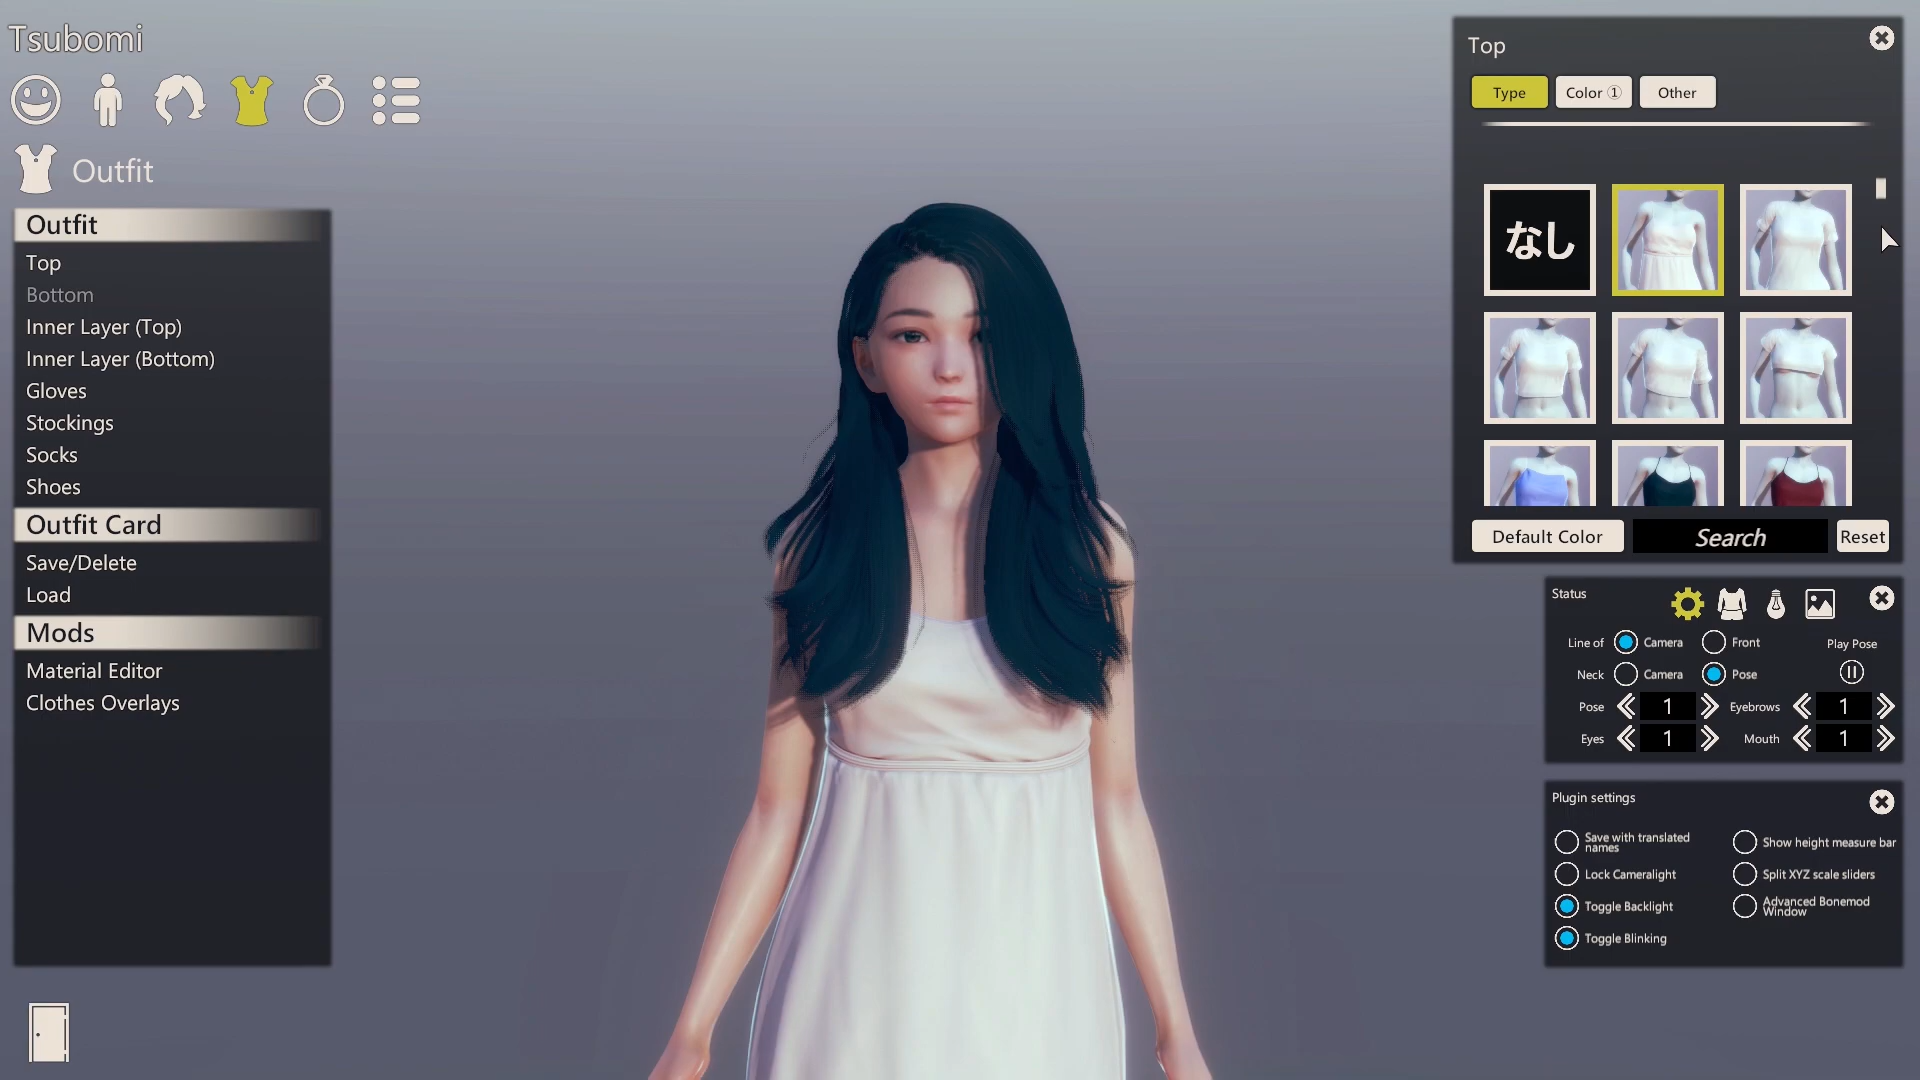 Tsubomi
Outfit
Outfit
Top
Bottom
Inner Layer (Top)
Inner Layer (Bottom)
Gloves
Stockings
Socks
Shoes
Outfit Card
Save/Delete
Load
Mods
Material Editor
Clothes Overlays
Top
Type
Color ①
Other
なし
Default Color
Search
Reset
Status
Line of
Camera
Front
Play Pose
Neck
Camera
Pose
Pose
1
Eyebrows
1
Eyes
1
Mouth
1
Plugin settings
Save with translated
names
Show height measure bar
Lock Cameralight
Split XYZ scale sliders
Toggle Backlight
Advanced Bonemod
Window
Toggle Blinking